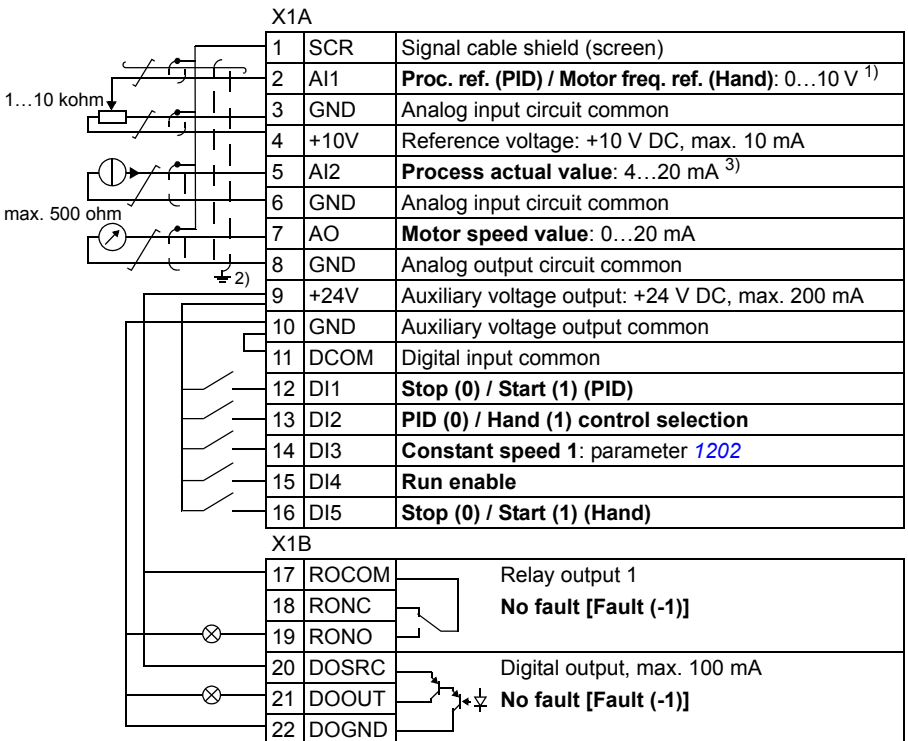 X1A
1 SCR Signal cable shield (screen)
2 AI1 Proc. ref. (PID) / Motor freq. ref. (Hand): 0…10 V 1)
1…10 kohm
3 GND Analog input circuit common
4 +10V Reference voltage: +10 V DC, max. 10 mA
5 AI2 Process actual value: 4…20 mA 3)
6 GND Analog input circuit common
max. 500 ohm
7 AO Motor speed value: 0…20 mA
8 GND Analog output circuit common
2)
9 +24V Auxiliary voltage output: +24 V DC, max. 200 mA
10 GND Auxiliary voltage output common
11 DCOM Digital input common
12 DI1 Stop (0) / Start (1) (PID)
13 DI2 PID (0) / Hand (1) control selection
14 DI3 Constant speed 1: parameter 1202
15 DI4 Run enable
16 DI5 Stop (0) / Start (1) (Hand)
X1B
17 ROCOM Relay output 1
18 RONC No fault [Fault (-1)]
19 RONO
20 DOSRC Digital output, max. 100 mA
21 DOOUT No fault [Fault (-1)]
22 DOGND